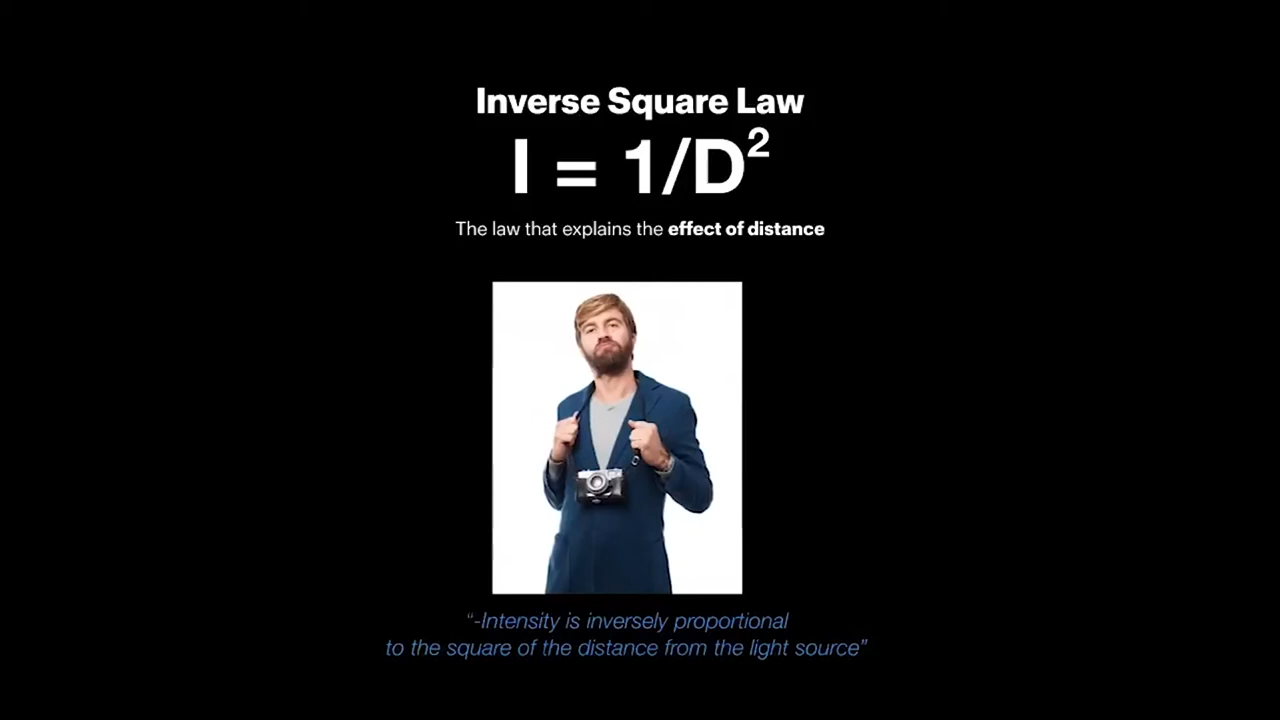 Inverse Square Law
I = 1/D²
The law that explains the effect of distance
“-Intensity is inversely proportional
to the square of the distance from the light source”